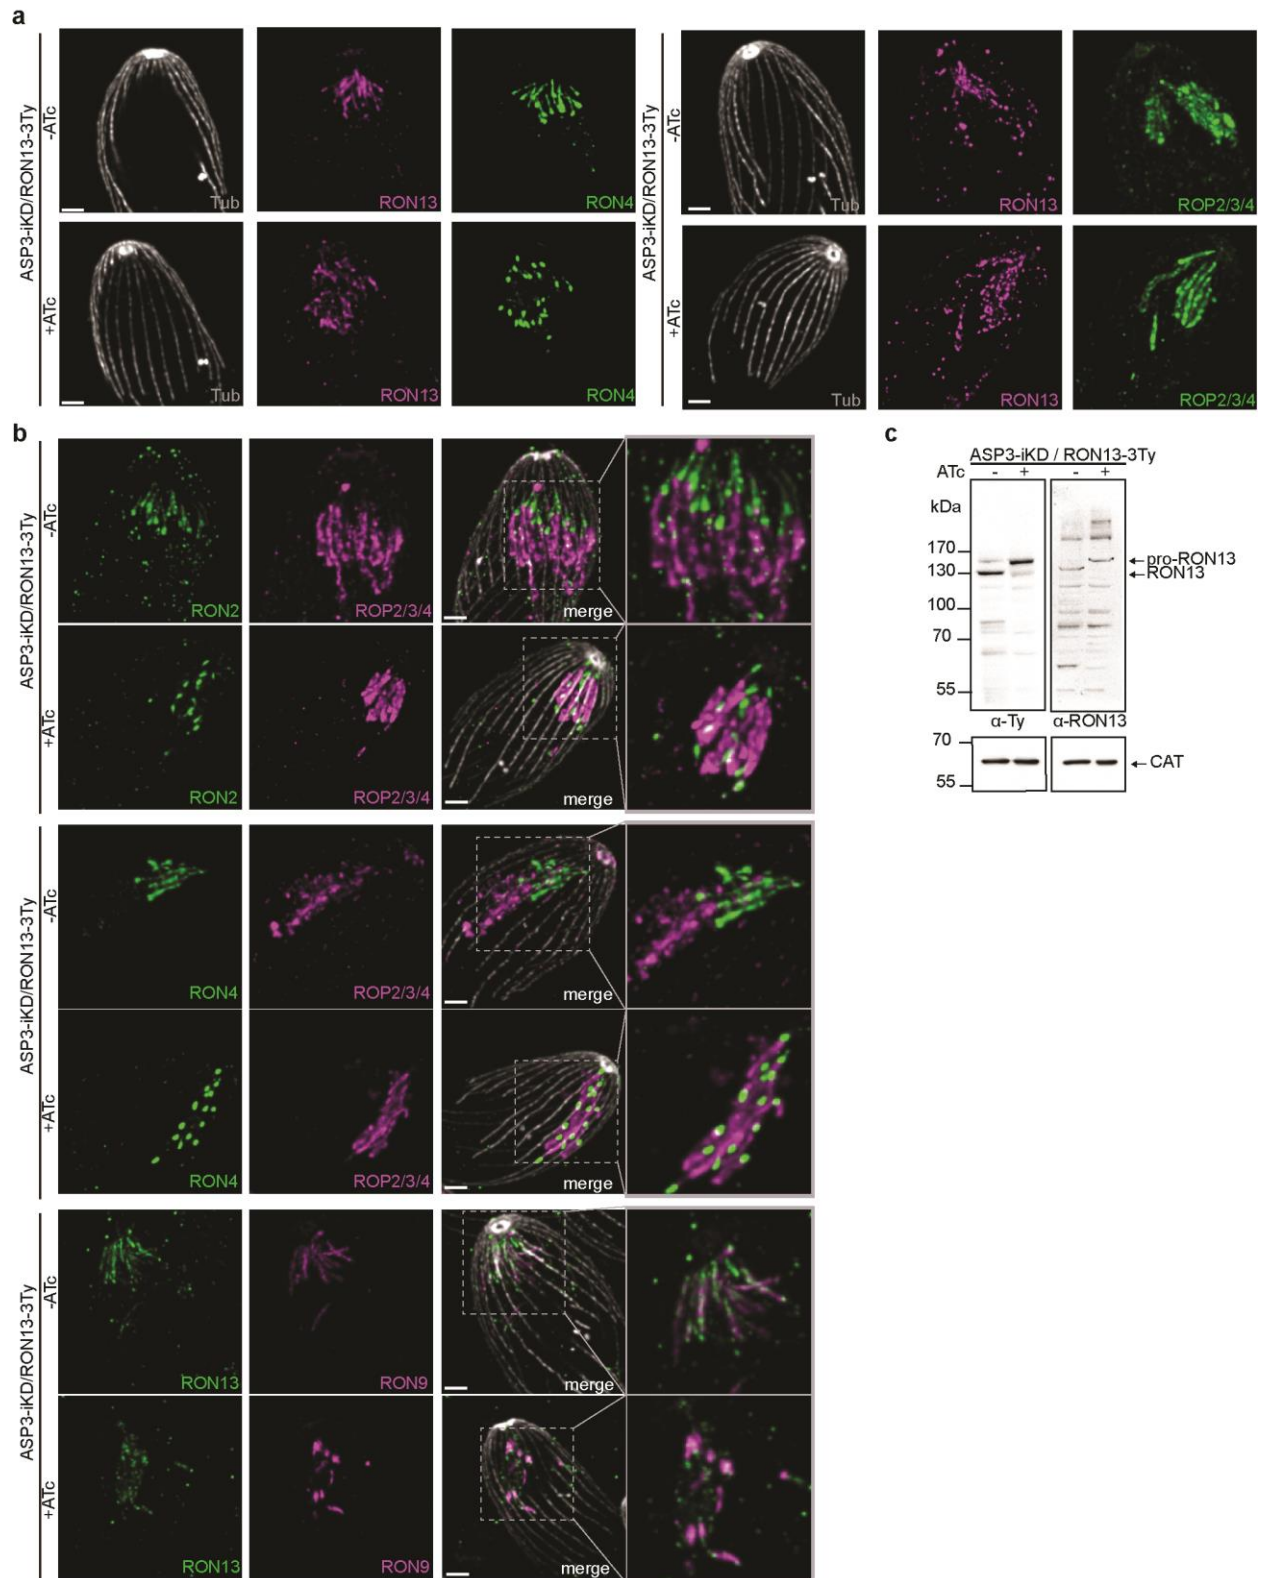 a
ASP3-iKD/RON13-3Ty
-ATc
Tub
RON13
RON4
+ATc
Tub
RON13
RON4
ASP3-iKD/RON13-3Ty
-ATc
Tub
RON13
ROP2/3/4
+ATc
Tub
RON13
ROP2/3/4
b
ASP3-iKD/RON13-3Ty
-ATc
RON2
ROP2/3/4
merge
+ATc
RON2
ROP2/3/4
merge
ASP3-iKD/RON13-3Ty
-ATc
RON4
ROP2/3/4
merge
+ATc
RON4
ROP2/3/4
merge
ASP3-iKD/RON13-3Ty
-ATc
RON13
RON9
merge
+ATc
RON13
RON9
merge
c
ASP3-iKD / RON13-3Ty
ATc - + - +
kDa
170
130
100
70
55
pro-RON13
RON13
α-Ty α-RON13
70
55
CAT